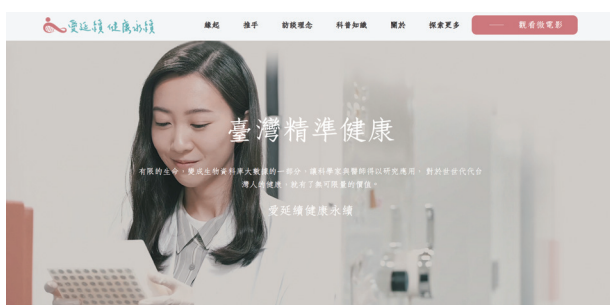 愛延續健康永續
緣起 推手 訪談理念 科普知識 關於 探索更多 觀看微電影
臺灣精準健康
有限的生命，變成生物資料庫大數據的一部分，讓科學家與醫師得以研究應用， 對於世世代代台
灣人的健康，就有了無可限量的價值。
愛延續健康永續